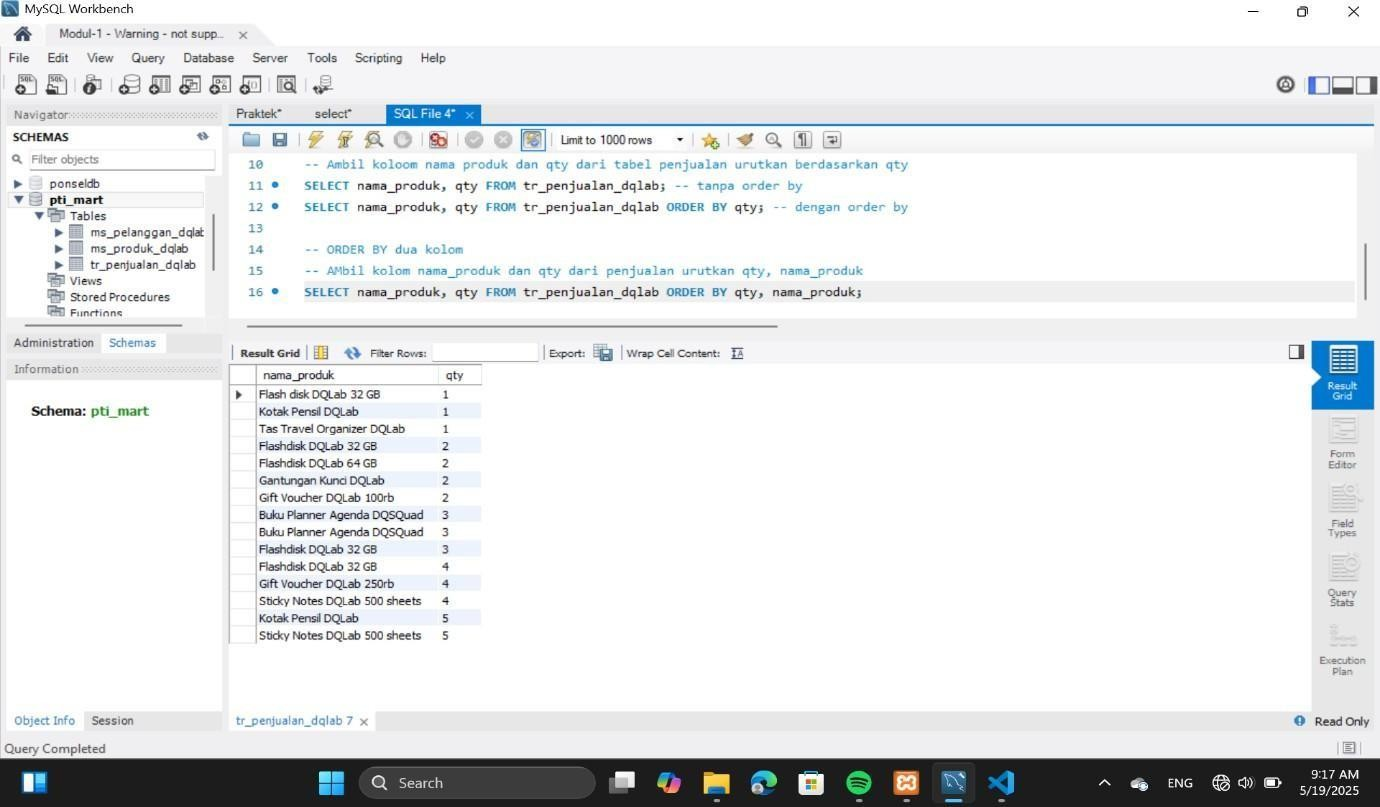 MySQL Workbench
Modul-1 - Warning - not supp...
File Edit View Query Database Server Tools Scripting Help
Navigator
SCHEMAS
Filter objects
ponseldb
pti_mart
Tables
ms_pelanggan_dqlab
ms_produk_dqlab
tr_penjualan_dqlab
Views
Stored Procedures
Functions
Administration Schemas
Information
Schema: pti_mart
Object Info Session
Praktek* select* SQL File 4*
Limit to 1000 rows
10 -- Ambil koloom nama produk dan qty dari tabel penjualan urutkan berdasarkan qty
11 SELECT nama_produk, qty FROM tr_penjualan_dqlab; -- tanpa order by
12 SELECT nama_produk, qty FROM tr_penjualan_dqlab ORDER BY qty; -- dengan order by
13
14 -- ORDER BY dua kolom
15 -- AMbil kolom nama_produk dan qty dari penjualan urutkan qty, nama_produk
16 SELECT nama_produk, qty FROM tr_penjualan_dqlab ORDER BY qty, nama_produk;
Result Grid Filter Rows: Export: Wrap Cell Content:
nama_produk qty
Flash disk DQLab 32 GB 1
Kotak Pensil DQLab 1
Tas Travel Organizer DQLab 1
Flashdisk DQLab 32 GB 2
Flashdisk DQLab 64 GB 2
Gantungan Kunci DQLab 2
Gift Voucher DQLab 100rb 2
Buku Planner Agenda DQSQuad 3
Buku Planner Agenda DQSQuad 3
Flashdisk DQLab 32 GB 3
Flashdisk DQLab 32 GB 4
Gift Voucher DQLab 250rb 4
Sticky Notes DQLab 500 sheets 4
Kotak Pensil DQLab 5
Sticky Notes DQLab 500 sheets 5
Result
Grid
Form
Editor
Field
Types
Query
Stats
Execution
Plan
tr_penjualan_dqlab 7
Read Only
Query Completed
Search
ENG
9:17 AM
5/19/2025